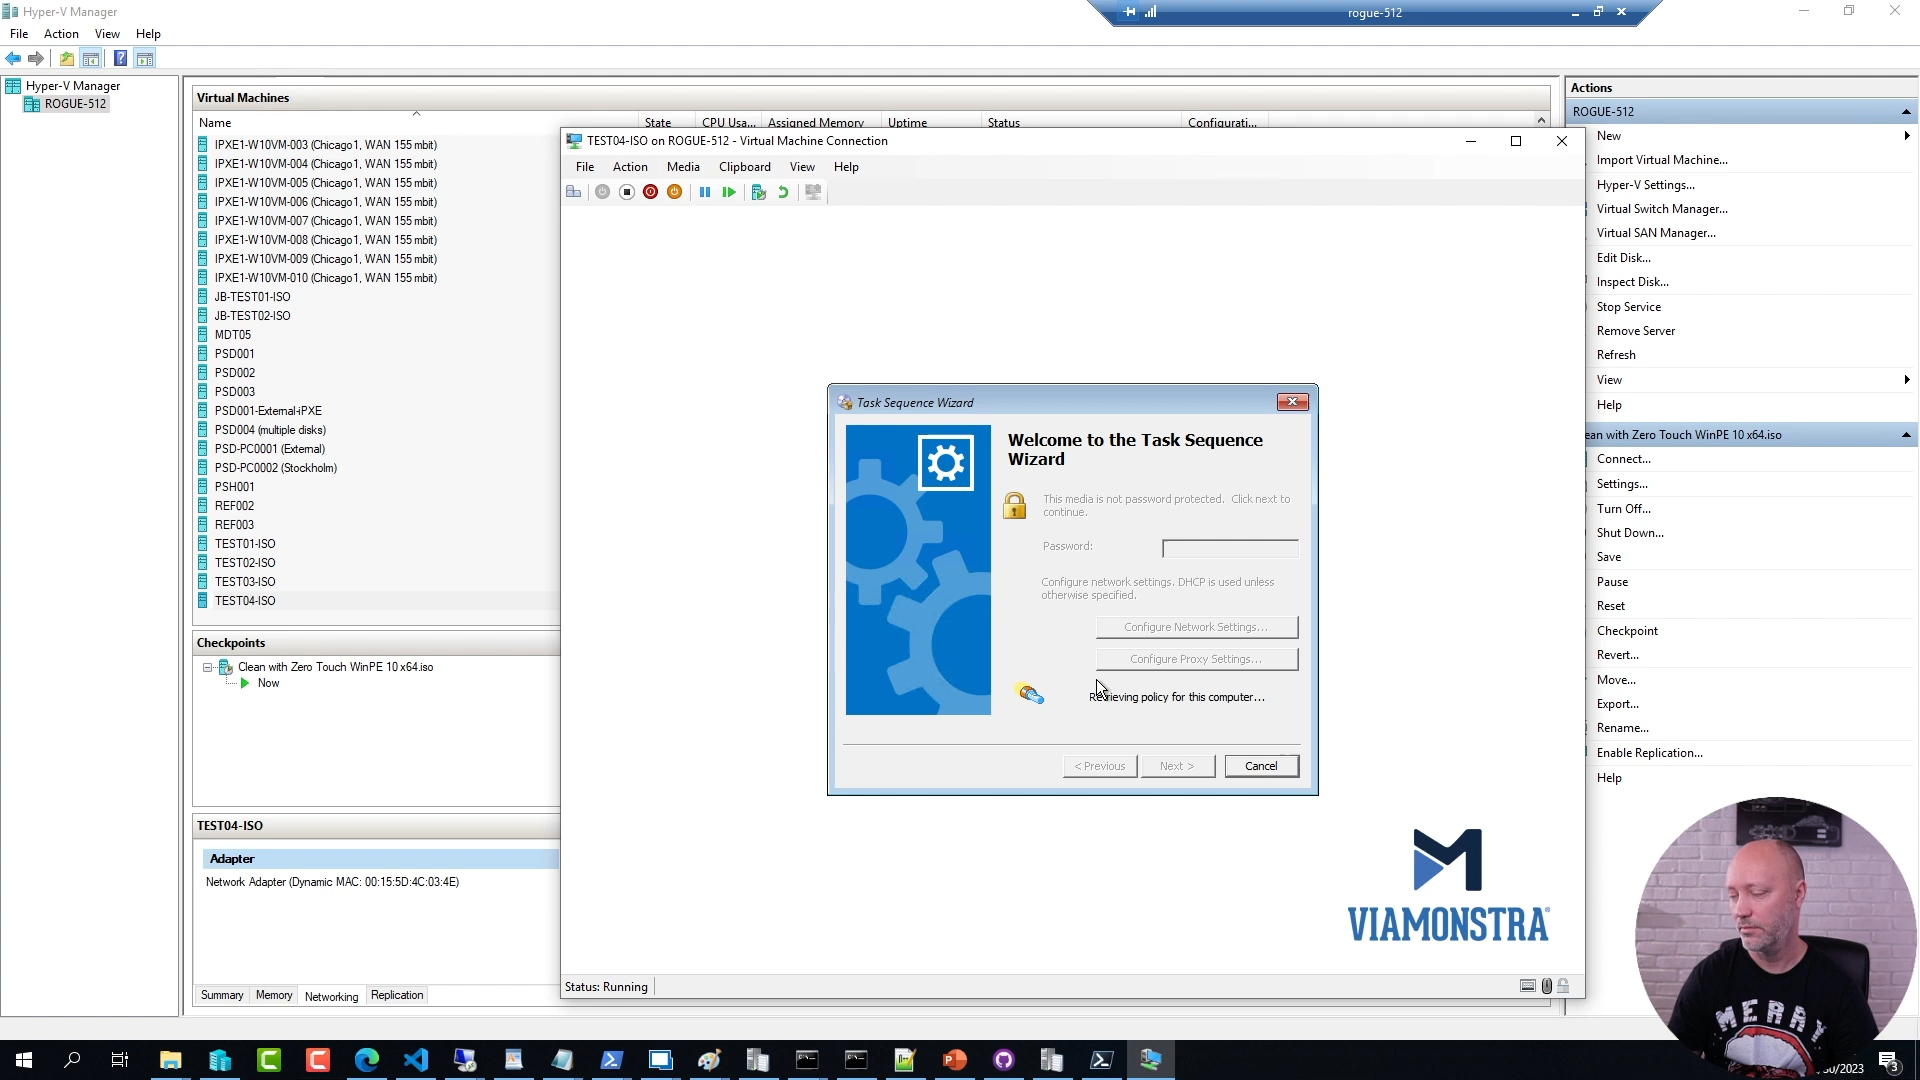 Hyper-V Manager
rogue-512
File Action View Help
Hyper-V Manager
ROGUE-512
Virtual Machines
Name State CPU Usa... Assigned Memory Uptime Status Configurati...
IPXE1-W10VM-003 (Chicago1, WAN 155 mbit)
IPXE1-W10VM-004 (Chicago1, WAN 155 mbit)
IPXE1-W10VM-005 (Chicago1, WAN 155 mbit)
IPXE1-W10VM-006 (Chicago1, WAN 155 mbit)
IPXE1-W10VM-007 (Chicago1, WAN 155 mbit)
IPXE1-W10VM-008 (Chicago1, WAN 155 mbit)
IPXE1-W10VM-009 (Chicago1, WAN 155 mbit)
IPXE1-W10VM-010 (Chicago1, WAN 155 mbit)
JB-TEST01-ISO
JB-TEST02-ISO
MDT05
PSD001
PSD002
PSD003
PSD001-External-iPXE
PSD004 (multiple disks)
PSD-PC0001 (External)
PSD-PC0002 (Stockholm)
PSH001
REF002
REF003
TEST01-ISO
TEST02-ISO
TEST03-ISO
TEST04-ISO
Checkpoints
Clean with Zero Touch WinPE 10 x64.iso
Now
TEST04-ISO
Adapter
Network Adapter (Dynamic MAC: 00:15:5D:4C:03:4E)
Summary Memory Networking Replication
TEST04-ISO on ROGUE-512 - Virtual Machine Connection
File Action Media Clipboard View Help
Task Sequence Wizard
Welcome to the Task Sequence
Wizard
This media is not password protected. Click next to
continue.
Password:
Configure network settings. DHCP is used unless
otherwise specified.
Configure Network Settings...
Configure Proxy Settings...
Retrieving policy for this computer...
< Previous Next > Cancel
VIAMONSTRA
Status: Running
Actions
ROGUE-512
New
Import Virtual Machine...
Hyper-V Settings...
Virtual Switch Manager...
Virtual SAN Manager...
Edit Disk...
Inspect Disk...
Stop Service
Remove Server
Refresh
View
Help
ean with Zero Touch WinPE 10 x64.iso
Connect...
Settings...
Turn Off...
Shut Down...
Save
Pause
Reset
Checkpoint
Revert...
Move...
Export...
Rename...
Enable Replication...
Help
MERRY
/30/2023
3